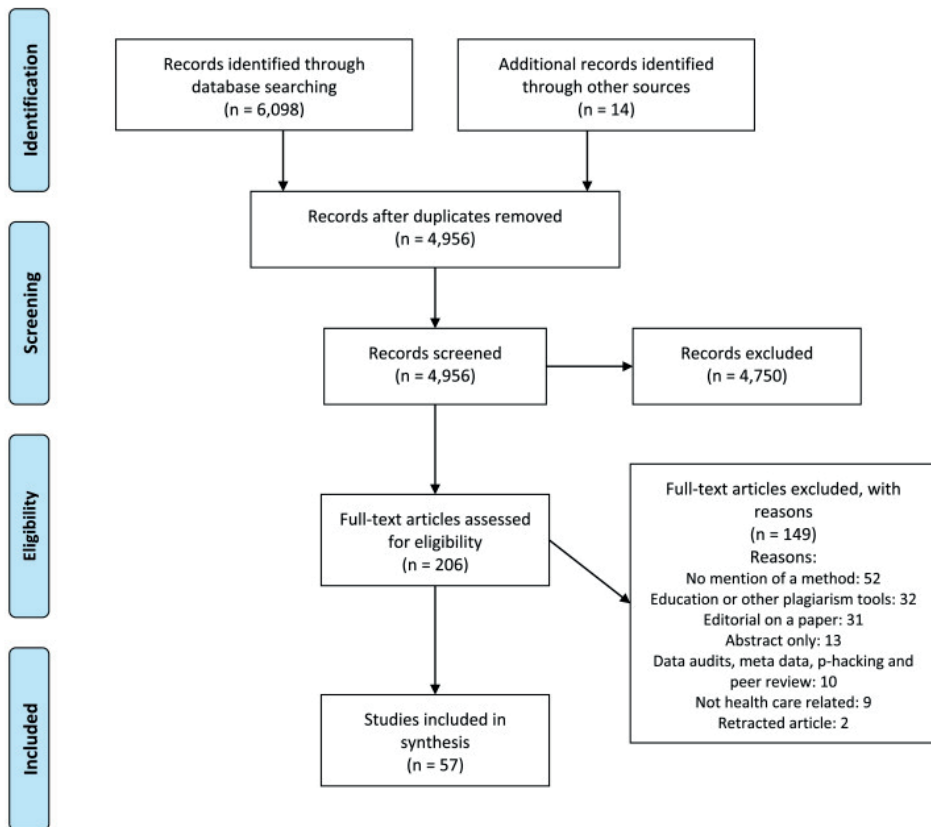 Identification
Records identified through
database searching
(n = 6,098)
Additional records identified
through other sources
(n = 14)
Records after duplicates removed
(n = 4,956)
Screening
Records screened
(n = 4,956)
Records excluded
(n = 4,750)
Eligibility
Full-text articles assessed
for eligibility
(n = 206)
Full-text articles excluded, with
reasons
(n = 149)
Reasons:
No mention of a method: 52
Education or other plagiarism tools: 32
Editorial on a paper: 31
Abstract only: 13
Data audits, meta data, p-hacking and
peer review: 10
Not health care related: 9
Retracted article: 2
Included
Studies included in
synthesis
(n = 57)